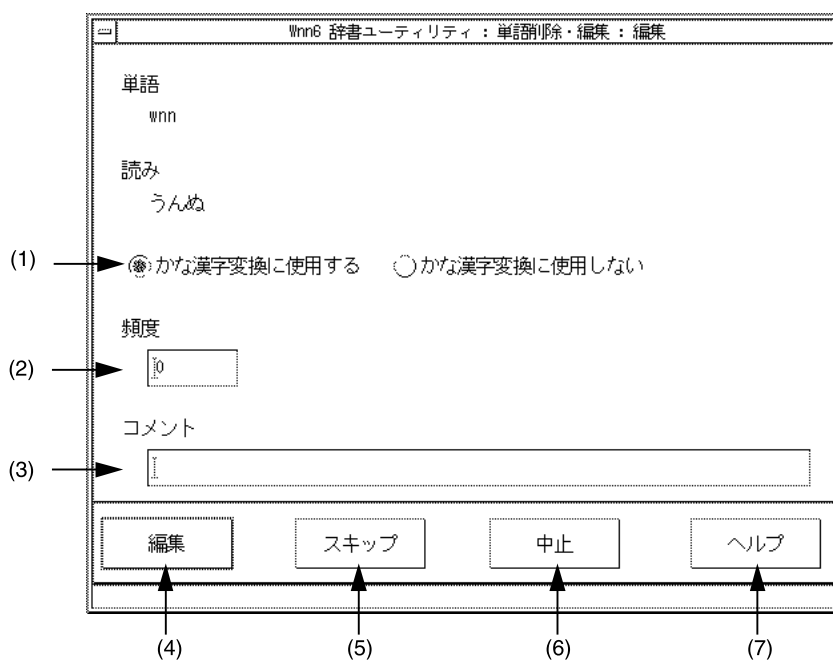 Wnn6 辞書ユーティリティ : 単語削除・編集 : 編集
単語
wnn
読み
うんぬ
(1) かな漢字変換に使用する かな漢字変換に使用しない
頻度
(2) 0
コメント
(3)
編集 スキップ 中止 ヘルプ
(4) (5) (6) (7)